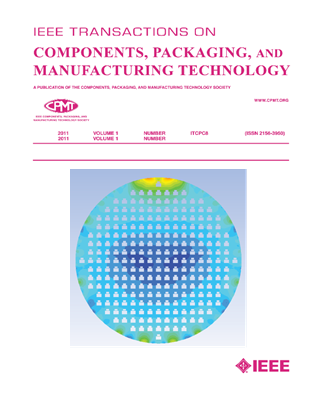 IEEE TRANSACTIONS ON
COMPONENTS, PACKAGING, AND
MANUFACTURING TECHNOLOGY
A PUBLICATION OF THE COMPONENTS, PACKAGING, AND MANUFACTURING TECHNOLOGY SOCIETY
WWW.CPMT.ORG
CPMT
IEEE COMPONENTS, PACKAGING, AND
MANUFACTURING TECHNOLOGY SOCIETY
2011 VOLUME 1 NUMBER ITCPC8 (ISSN 2156-3950)
2011 VOLUME 1 NUMBER
IEEE